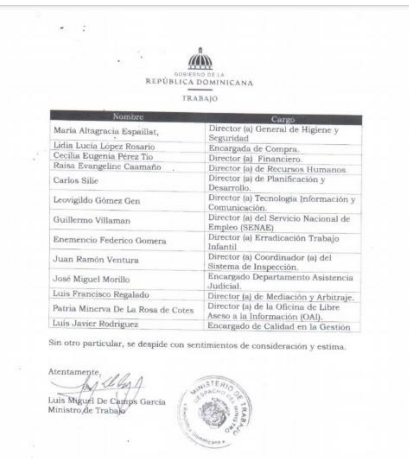 GOBIERNO DE LA
REPÚBLICA DOMINICANA
TRABAJO
Nombre Cargo
María Altagracia Espaillat, Director (a) General de Higiene y
Seguridad
Lidia Lucía López Rosario Encargada de Compra.
Cecilia Eugenia Pérez Tio Director (a) Financiero.
Raisa Evangeline Caamaño Director (a) de Recursos Humanos
Carlos Silie Director (a) de Planificación y
Desarrollo.
Leovigildo Gómez Gen Director (a) Tecnología Información y
Comunicación.
Guillermo Villaman Director (a) del Servicio Nacional de
Empleo (SENAE)
Enemencio Federico Gomera Director (a) Erradicación Trabajo
Infantil
Juan Ramón Ventura Director (a) Coordinador (a) del
Sistema de Inspección.
José Miguel Morillo Encargado Departamento Asistencia
Judicial.
Luis Francisco Regalado Director (a) de Mediación y Arbitraje.
Patria Minerva De La Rosa de Cotes Director (a) de la Oficina de Libre
Aseso a la Información (OAI).
Luis Javier Rodríguez Encargado de Calidad en la Gestión
Sin otro particular, se despide con sentimientos de consideración y estima.
Atentamente,
Luis Miguel De Camps García
Ministro de Trabajo
MINISTERIO DE
DESPACHO DEL
MINISTRO